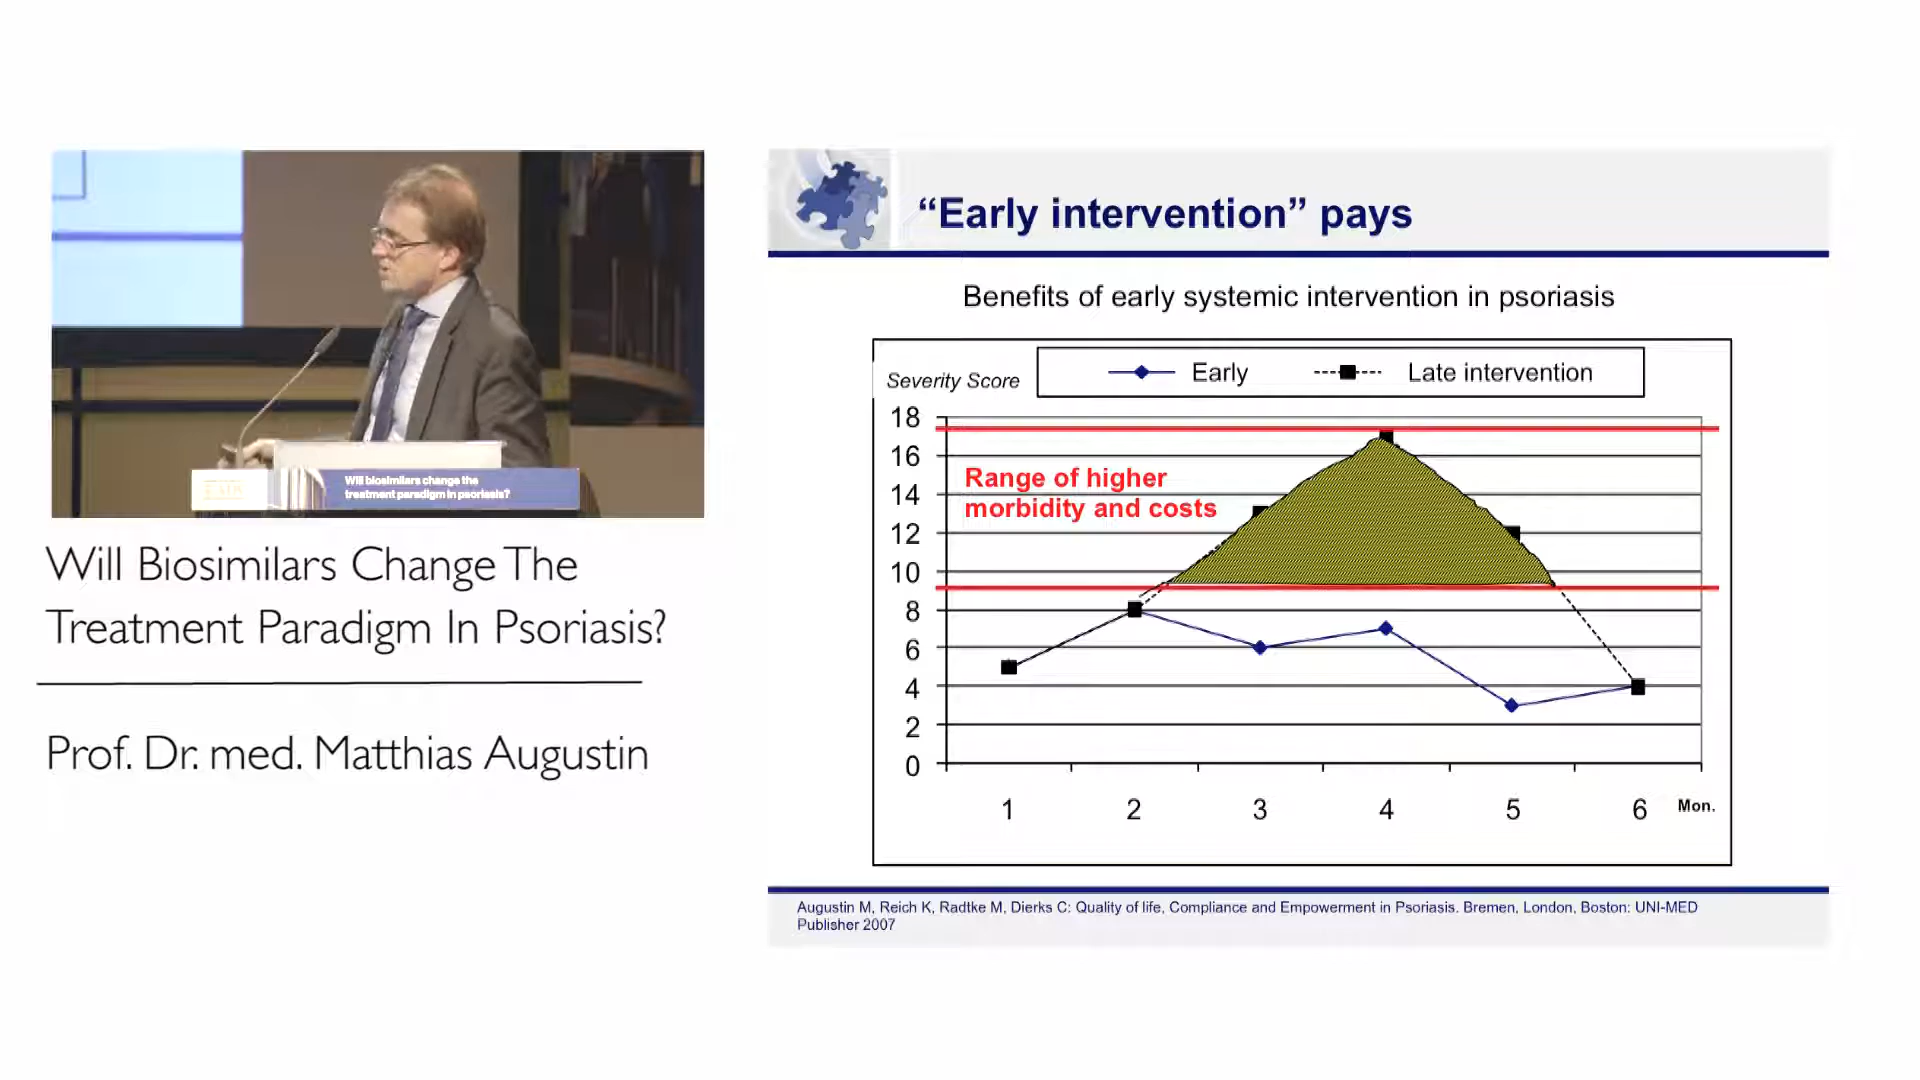 Will biosimilars change the
treatment paradigm in psoriasis?
Will Biosimilars Change The
Treatment Paradigm In Psoriasis?
Prof. Dr. med. Matthias Augustin
“Early intervention” pays
Benefits of early systemic intervention in psoriasis
Severity Score
Early
Late intervention
18
16
14
12
10
8
6
4
2
0
Range of higher
morbidity and costs
1 2 3 4 5 6 Mon.
Augustin M, Reich K, Radtke M, Dierks C: Quality of life, Compliance and Empowerment in Psoriasis. Bremen, London, Boston: UNI-MED
Publisher 2007